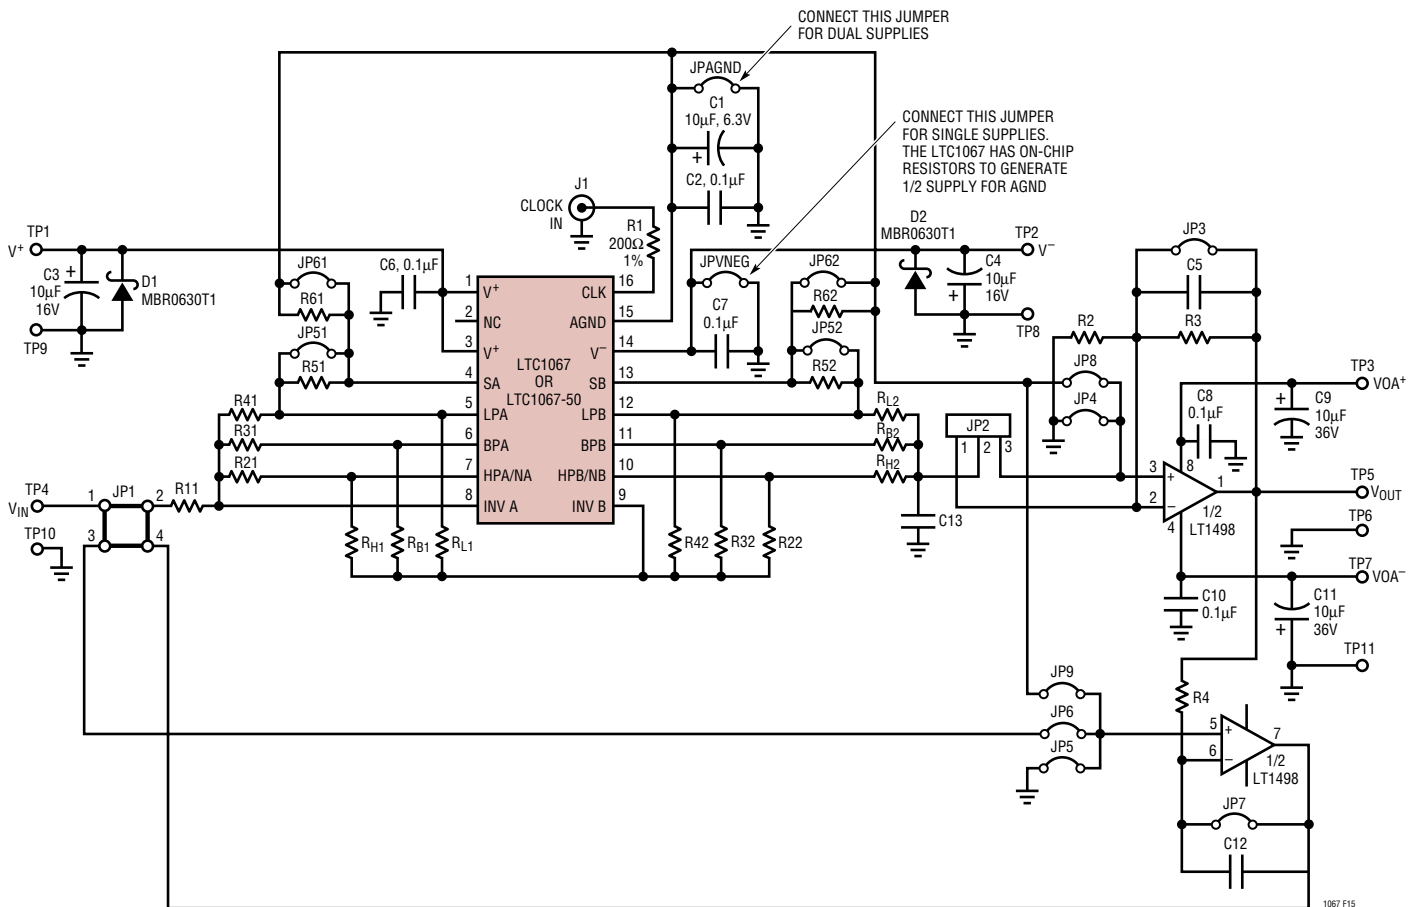 CONNECT THIS JUMPER
FOR DUAL SUPPLIES
JPAGND
C1
10µF, 6.3V
+
C2, 0.1µF
CONNECT THIS JUMPER
FOR SINGLE SUPPLIES.
THE LTC1067 HAS ON-CHIP
RESISTORS TO GENERATE
1/2 SUPPLY FOR AGND
J1
CLOCK
IN
R1
200Ω
1%
TP1
V+
C3
10µF
16V
+
D1
MBR0630T1
TP9
JP61
R61
JP51
R51
C6, 0.1µF
1
2
3
4
5
6
7
8
V+
NC
V+
SA
LPA
BPA
HPA/NA
INV A
LTC1067
OR
LTC1067-50
CLK
AGND
V−
SB
LPB
BPB
HPB/NB
INV B
16
15
14
13
12
11
10
9
JPVNEG
C7
0.1µF
JP62
R62
JP52
R52
D2
MBR0630T1
C4
10µF
16V
+
TP2
V−
TP8
JP3
C5
R3
R2
JP8
JP4
C8
0.1µF
TP3
VOA+
+
C9
10µF
36V
R41
R31
R21
RL2
RB2
RH2
JP2
1 2 3
3
+
2
−
8
1
4
1/2
LT1498
TP5
VOUT
TP6
TP4
VIN
1
JP1
2
R11
TP10
3
4
RH1
RB1
RL1
R42
R32
R22
C13
TP7
VOA−
C10
0.1µF
C11
10µF
36V
+
TP11
JP9
JP6
JP5
R4
5
+
6
−
7
1/2
LT1498
JP7
C12
1067 F15